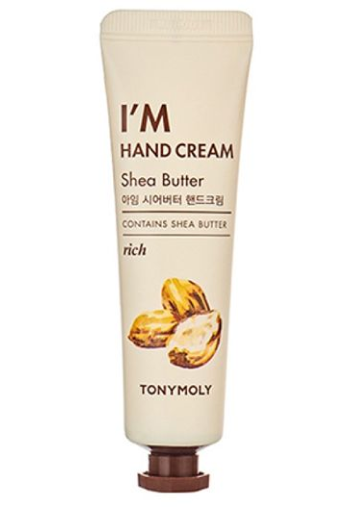 I'M
HAND CREAM
Shea Butter
아임 시어버터 핸드크림
CONTAINS SHEA BUTTER
rich
TONYMOLY